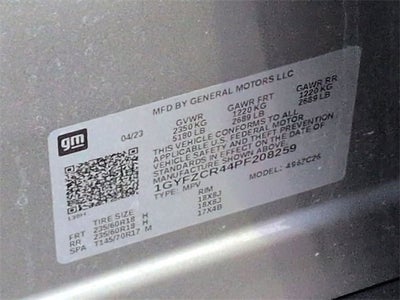 gm
MFD BY GENERAL MOTORS LLC
04/23
GVWR GAWR FRT GAWR RR
2350 KG 1220 KG 1220 KG
5180 LB 2689 LB 2689 LB
THIS VEHICLE CONFORMS TO ALL
APPLICABLE U.S. FEDERAL MOTOR
VEHICLE SAFETY AND THEFT PREVENTION
STANDARDS IN EFFECT ON THE DATE OF
MANUFACTURE SHOWN ABOVE.
1GYFZCR44PF208259
TYPE: MPV MODEL:
TIRE SIZE RIM
FRT 235/60R18 H 18X8J
RR 235/60R18 H 18X8J
SPA T145/70R17 M 17X4B